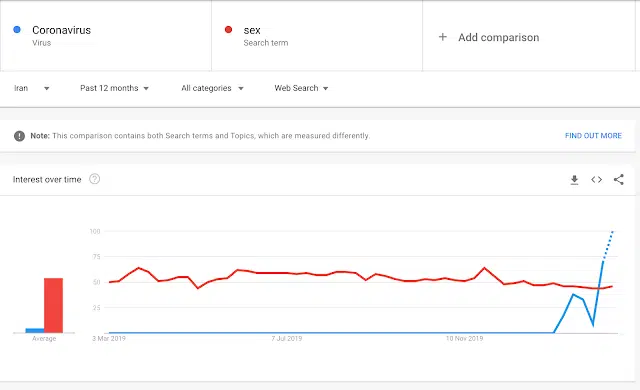 Coronavirus
Virus
sex
Search term
+ Add comparison
Iran
Past 12 months
All categories
Web Search
Note: This comparison contains both Search terms and Topics, which are measured differently.
FIND OUT MORE
Interest over time
100
75
50
25
Average
3 Mar 2019
7 Jul 2019
10 Nov 2019